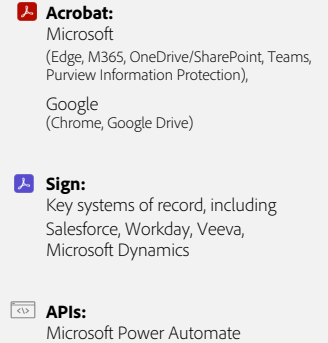 Acrobat:
Microsoft
(Edge, M365, OneDrive/SharePoint, Teams,
Purview Information Protection),
Google
(Chrome, Google Drive)
Sign:
Key systems of record, including
Salesforce, Workday, Veeva,
Microsoft Dynamics
</> APIs:
Microsoft Power Automate